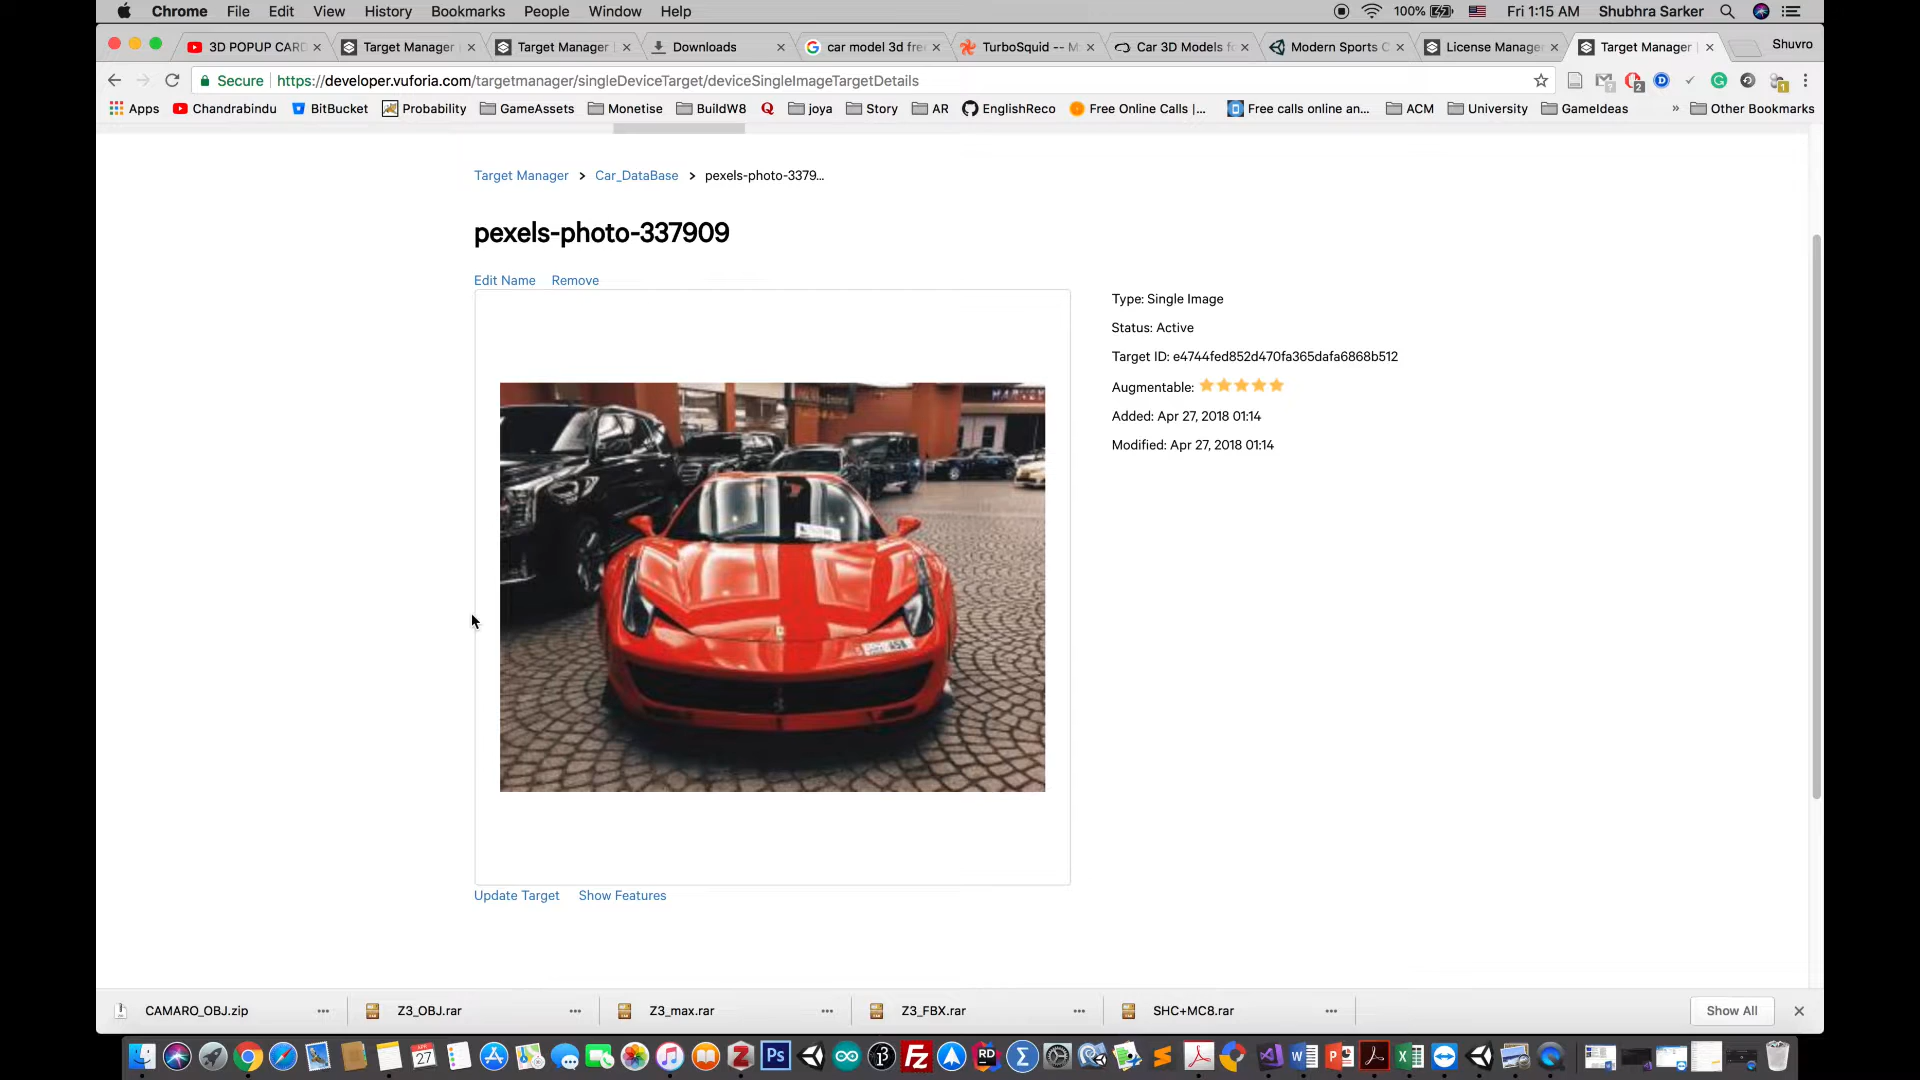 Chrome File Edit View History Bookmarks People Window Help 100% Fri 1:15 AM Shubhra Sarker
3D POPUP CARD Target Manager Target Manager Downloads car model 3d fre TurboSquid -- M Car 3D Models fo Modern Sports C License Manage Target Manager Shuvro
Secure https://developer.vuforia.com/targetmanager/singleDeviceTarget/deviceSingleImageTargetDetails
Apps Chandrabindu BitBucket Probability GameAssets Monetise BuildW8 joya Story AR EnglishReco Free Online Calls |... Free calls online an... ACM University GameIdeas » Other Bookmarks
Target Manager > Car_DataBase > pexels-photo-3379...
pexels-photo-337909
Edit Name Remove
Type: Single Image
Status: Active
Target ID: e4744fed852d470fa365dafa6868b512
Augmentable:
Added: Apr 27, 2018 01:14
Modified: Apr 27, 2018 01:14
Update Target Show Features
CAMARO_OBJ.zip Z3_OBJ.rar Z3_max.rar Z3_FBX.rar SHC+MC8.rar Show All